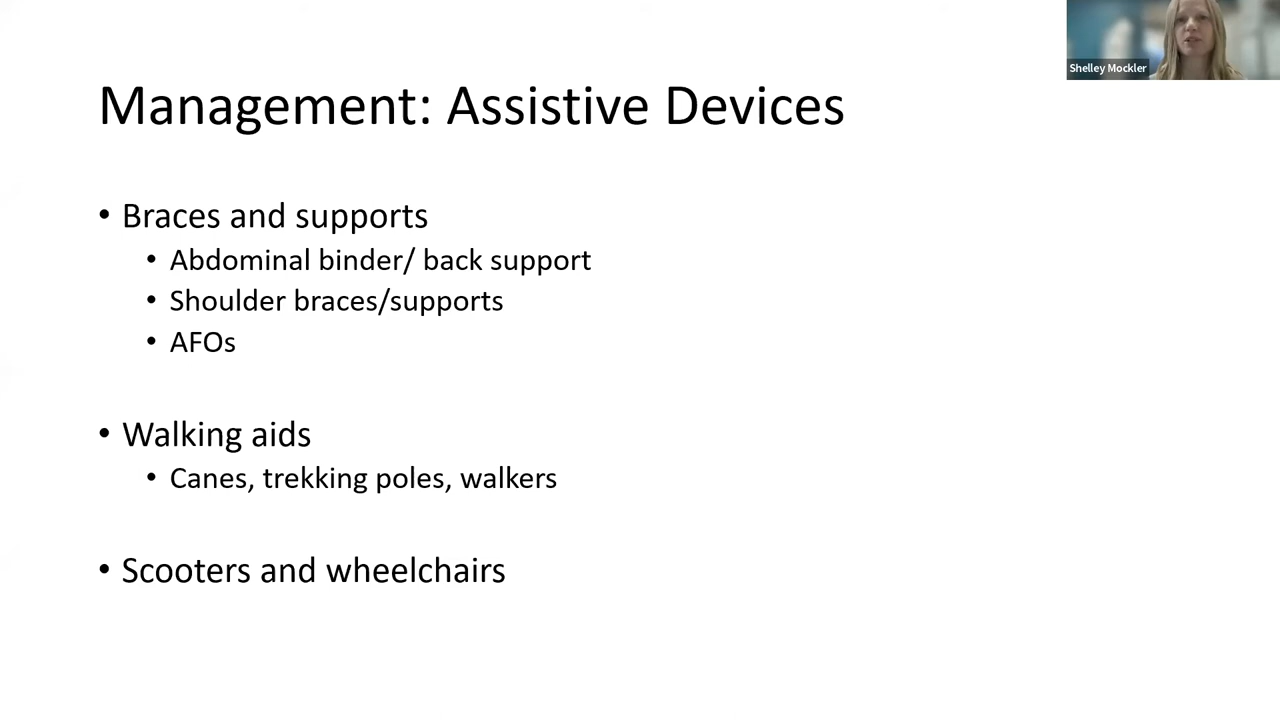 Shelley Mockler
Management: Assistive Devices
• Braces and supports
• Abdominal binder/ back support
• Shoulder braces/supports
• AFOs
• Walking aids
• Canes, trekking poles, walkers
• Scooters and wheelchairs